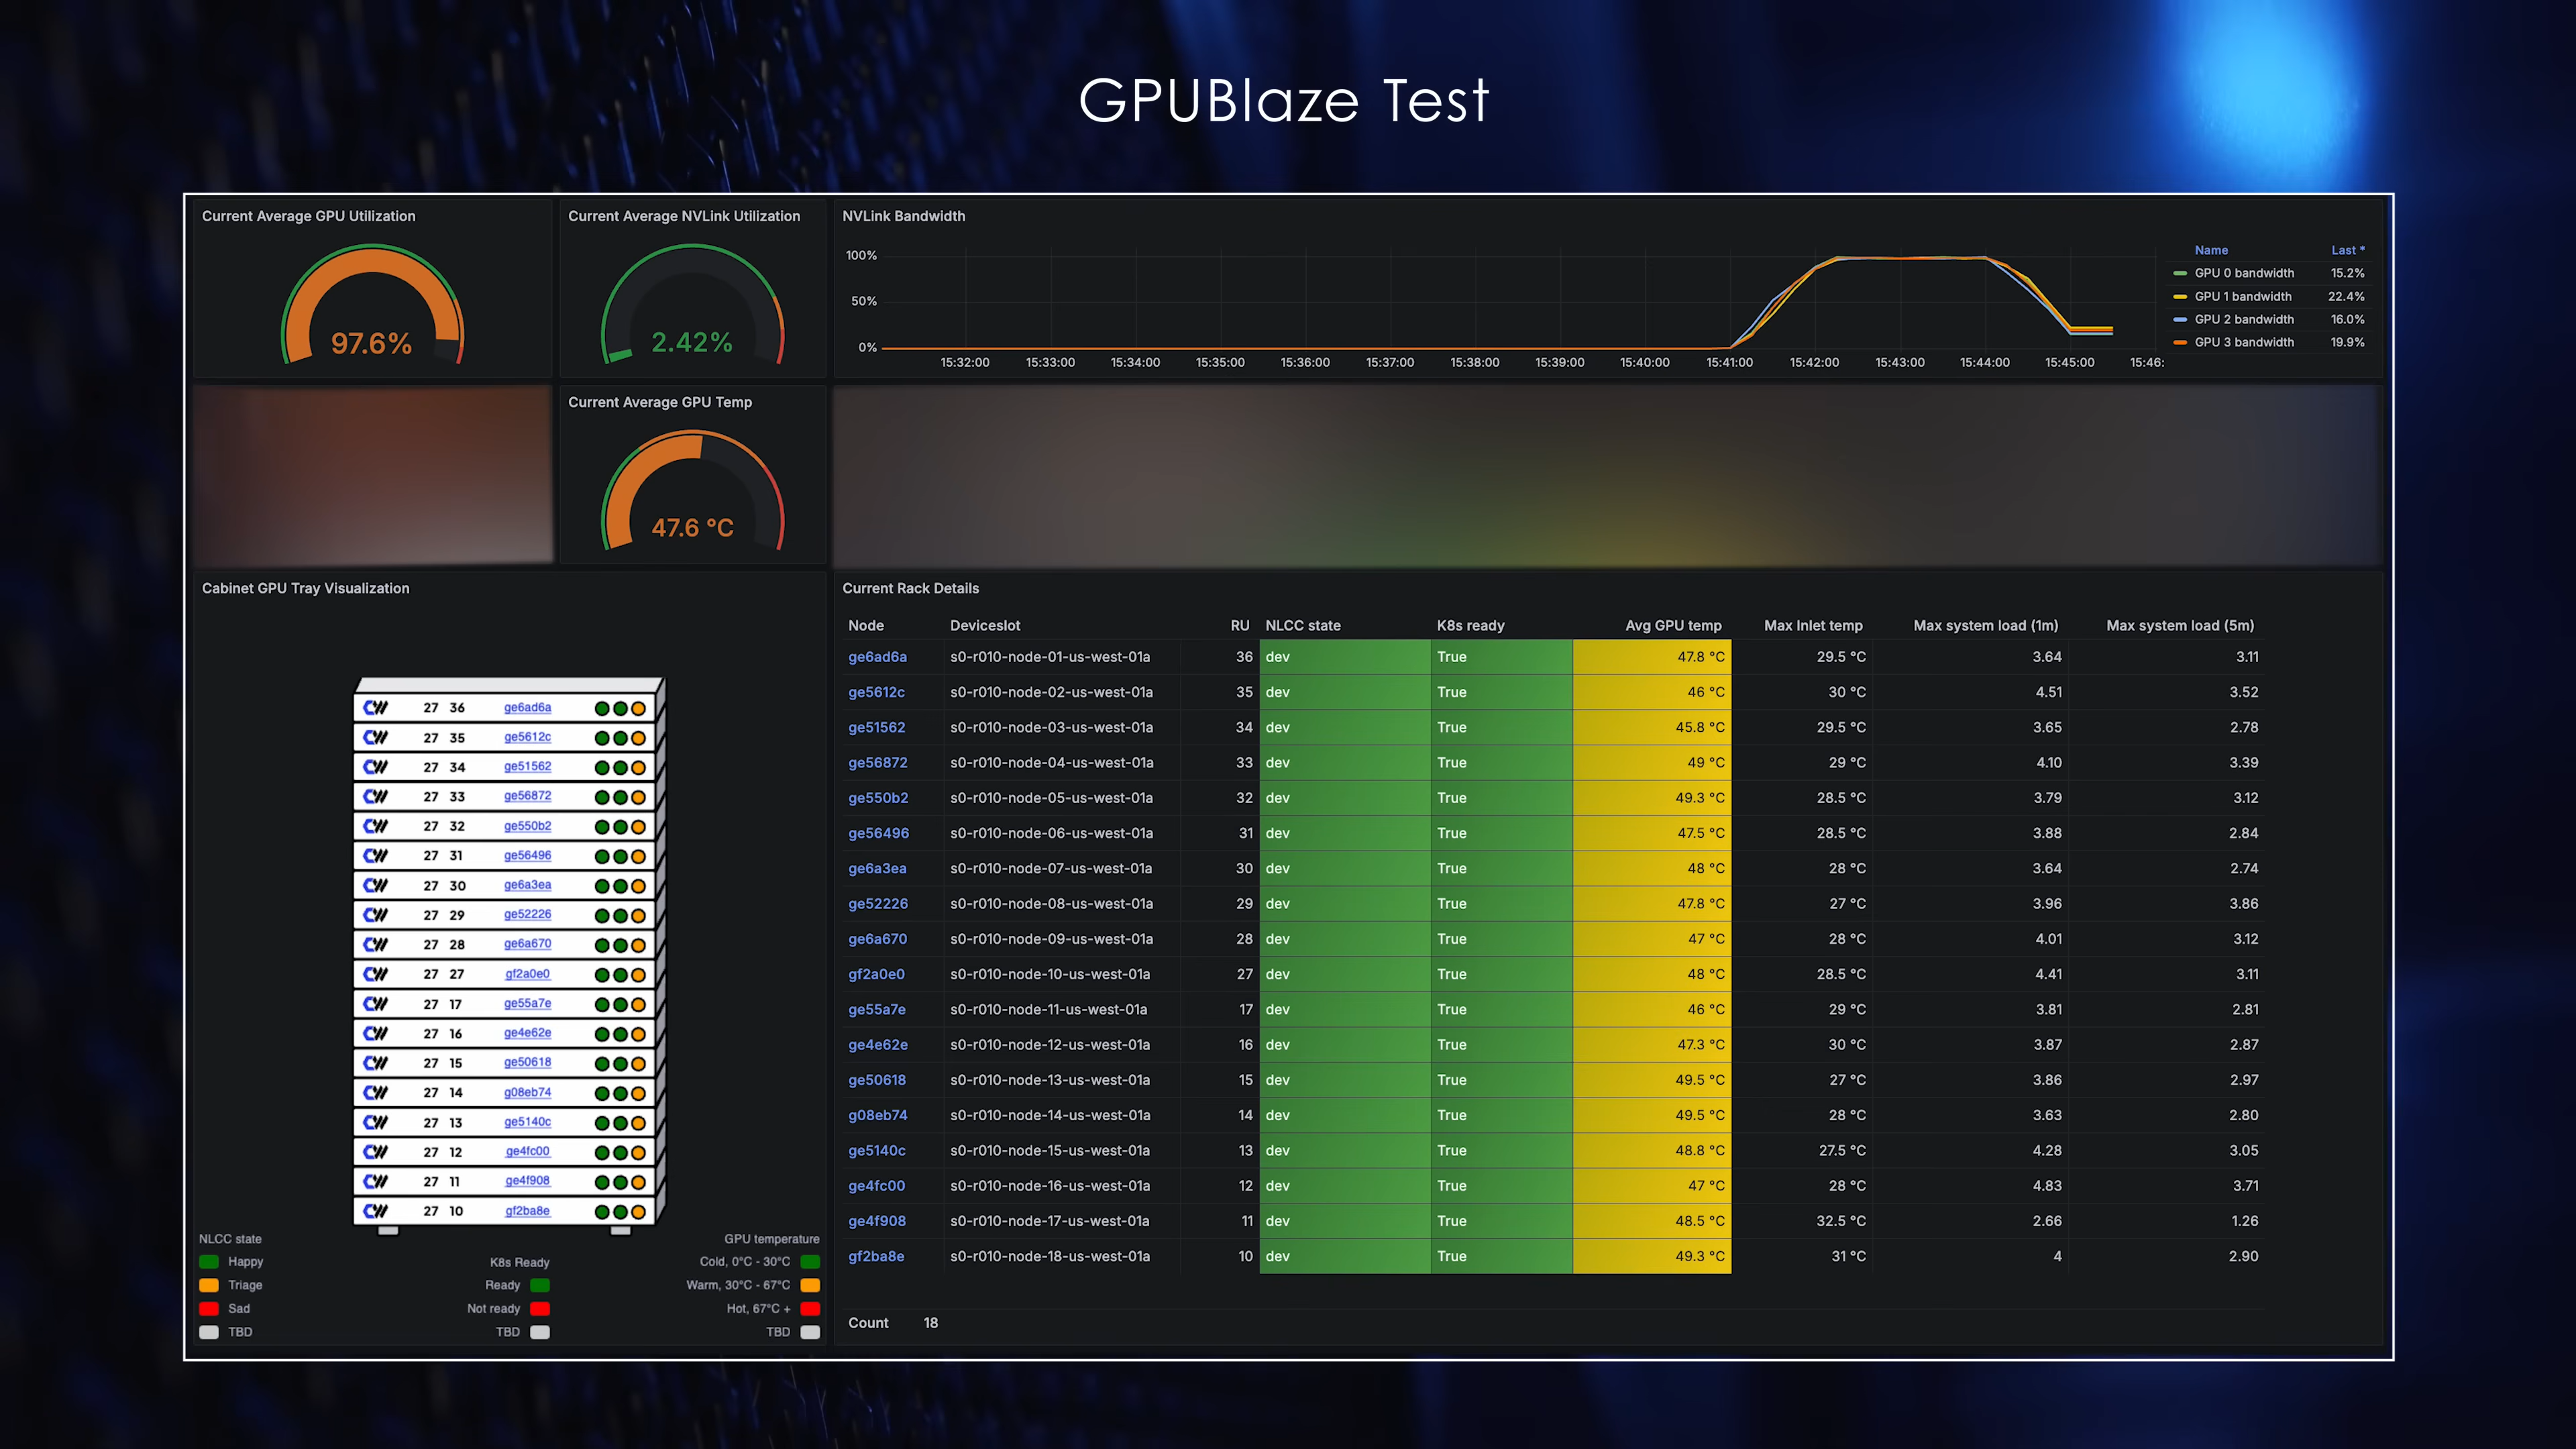 GPUBlaze Test
Current Average GPU Utilization
97.6%
Current Average NVLink Utilization
2.42%
NVLink Bandwidth
100%
50%
0%
15:32:00 15:33:00 15:34:00 15:35:00 15:36:00 15:37:00 15:38:00 15:39:00 15:40:00 15:41:00 15:42:00 15:43:00 15:44:00 15:45:00 15:46:
Name Last *
GPU 0 bandwidth 15.2%
GPU 1 bandwidth 22.4%
GPU 2 bandwidth 16.0%
GPU 3 bandwidth 19.9%
Current Average GPU Temp
47.6 °C
Cabinet GPU Tray Visualization
CW 27 36 ge6ad6a
CW 27 35 ge5612c
CW 27 34 ge51562
CW 27 33 ge56872
CW 27 32 ge550b2
CW 27 31 ge56496
CW 27 30 ge6a3ea
CW 27 29 ge52226
CW 27 28 ge6a670
CW 27 27 gf2a0e0
CW 27 17 ge55a7e
CW 27 16 ge4e62e
CW 27 15 ge50618
CW 27 14 g08eb74
CW 27 13 ge5140c
CW 27 12 ge4fc00
CW 27 11 ge4f908
CW 27 10 gf2ba8e
NLCC state
Happy
Triage
Sad
TBD
K8s Ready
Ready
Not ready
TBD
GPU temperature
Cold, 0°C - 30°C
Warm, 30°C - 67°C
Hot, 67°C +
TBD
Current Rack Details
Node Deviceslot RU NLCC state K8s ready Avg GPU temp Max Inlet temp Max system load (1m) Max system load (5m)
ge6ad6a s0-r010-node-01-us-west-01a 36 dev True 47.8 °C 29.5 °C 3.64 3.11
ge5612c s0-r010-node-02-us-west-01a 35 dev True 46 °C 30 °C 4.51 3.52
ge51562 s0-r010-node-03-us-west-01a 34 dev True 45.8 °C 29.5 °C 3.65 2.78
ge56872 s0-r010-node-04-us-west-01a 33 dev True 49 °C 29 °C 4.10 3.39
ge550b2 s0-r010-node-05-us-west-01a 32 dev True 49.3 °C 28.5 °C 3.79 3.12
ge56496 s0-r010-node-06-us-west-01a 31 dev True 47.5 °C 28.5 °C 3.88 2.84
ge6a3ea s0-r010-node-07-us-west-01a 30 dev True 48 °C 28 °C 3.64 2.74
ge52226 s0-r010-node-08-us-west-01a 29 dev True 47.8 °C 27 °C 3.96 3.86
ge6a670 s0-r010-node-09-us-west-01a 28 dev True 47 °C 28 °C 4.01 3.12
gf2a0e0 s0-r010-node-10-us-west-01a 27 dev True 48 °C 28.5 °C 4.41 3.11
ge55a7e s0-r010-node-11-us-west-01a 17 dev True 46 °C 29 °C 3.81 2.81
ge4e62e s0-r010-node-12-us-west-01a 16 dev True 47.3 °C 30 °C 3.87 2.87
ge50618 s0-r010-node-13-us-west-01a 15 dev True 49.5 °C 27 °C 3.86 2.97
g08eb74 s0-r010-node-14-us-west-01a 14 dev True 49.5 °C 28 °C 3.63 2.80
ge5140c s0-r010-node-15-us-west-01a 13 dev True 48.8 °C 27.5 °C 4.28 3.05
ge4fc00 s0-r010-node-16-us-west-01a 12 dev True 47 °C 28 °C 4.83 3.71
ge4f908 s0-r010-node-17-us-west-01a 11 dev True 48.5 °C 32.5 °C 2.66 1.26
gf2ba8e s0-r010-node-18-us-west-01a 10 dev True 49.3 °C 31 °C 4 2.90
Count 18